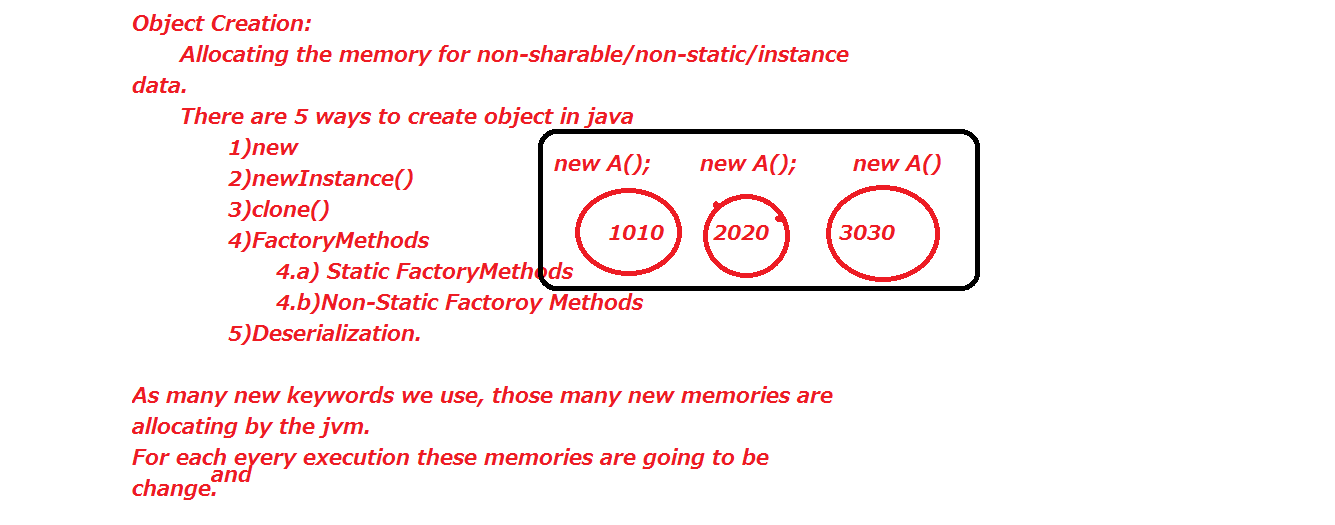 Object Creation:
Allocating the memory for non-sharable/non-static/instance
data.
There are 5 ways to create object in java
1)new
2)newInstance()
3)clone()
4)FactoryMethods
4.a) Static FactoryMethods
4.b)Non-Static Factoroy Methods
5)Deserialization.
new A(); new A(); new A()
1010 2020 3030
As many new keywords we use, those many new memories are
allocating by the jvm.
For each every execution these memories are going to be
and
change.